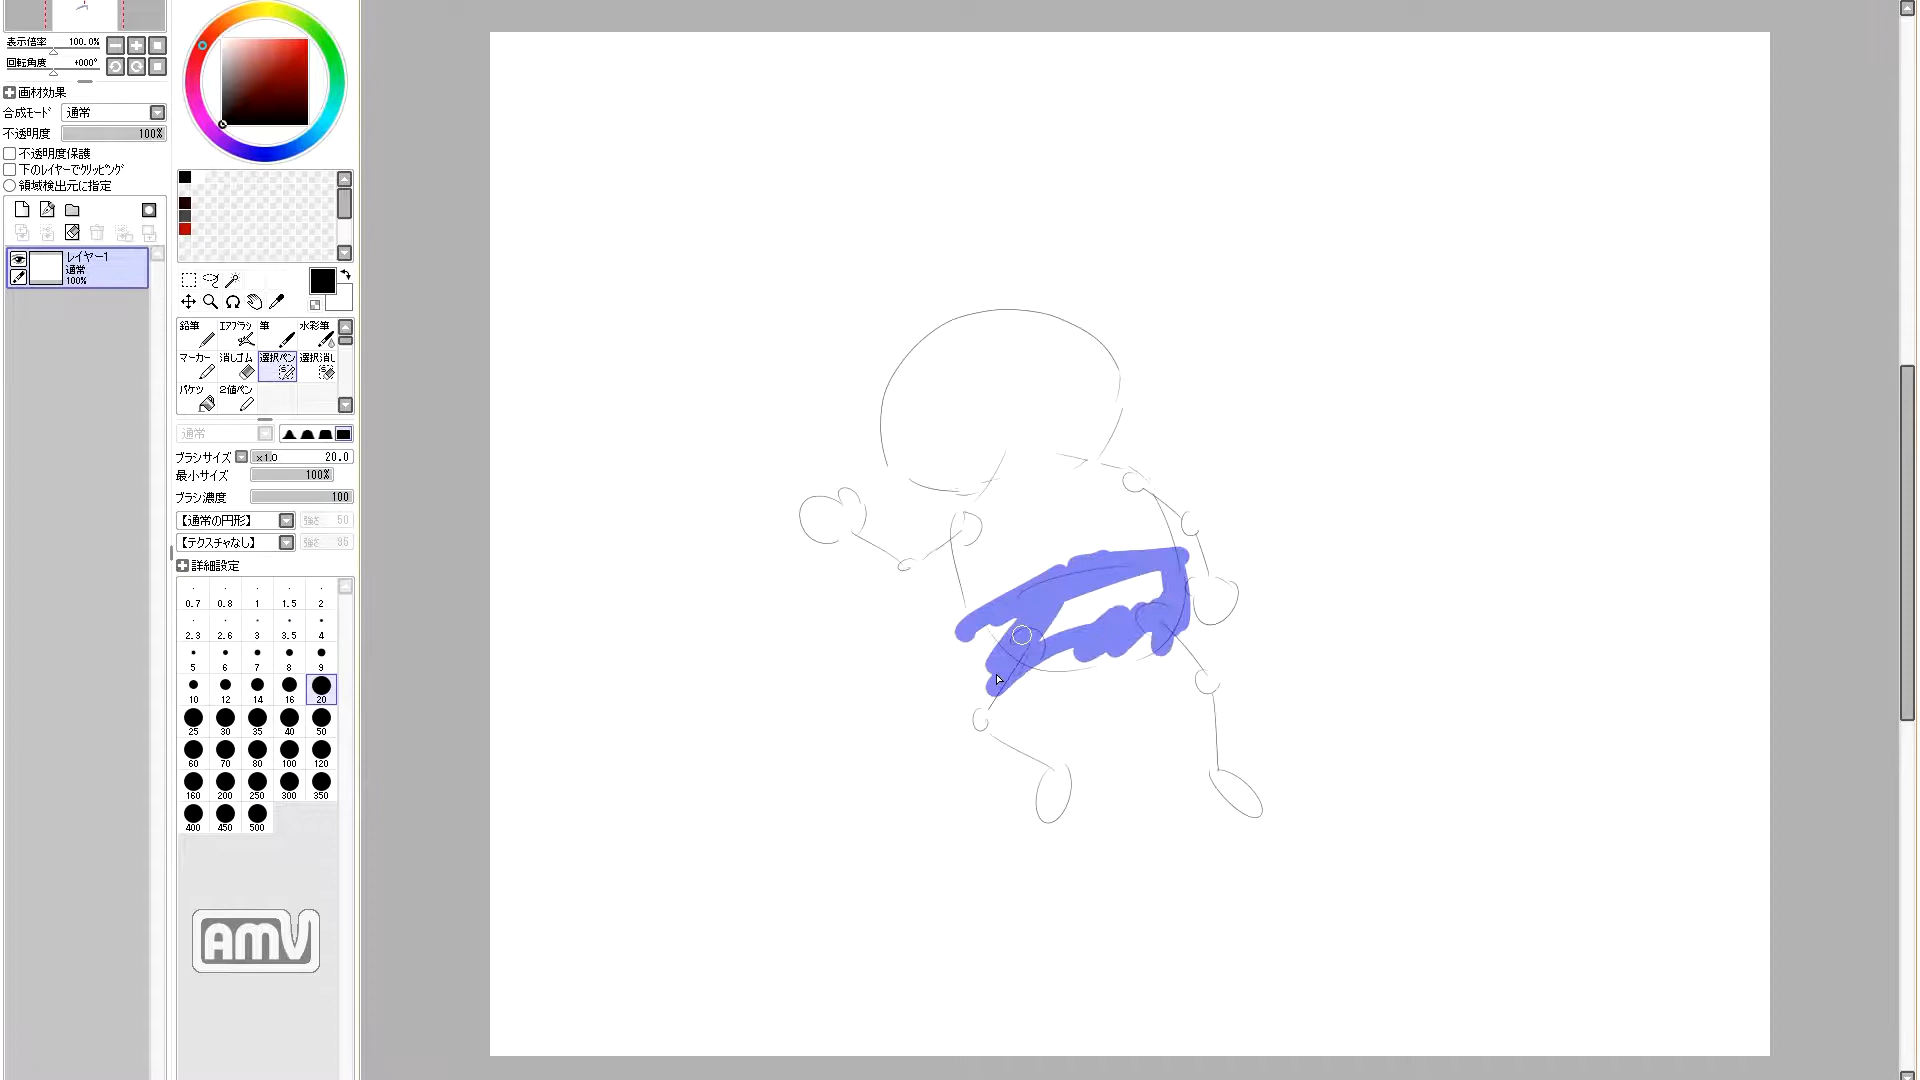 表示倍率 100.0%
回転角度 +000°
画材効果
合成モード 通常
不透明度 100%
不透明度保護
下のレイヤーでクリッピング
領域検出元に指定
レイヤー1
通常
100%
鉛筆 エアブラシ 筆 水彩筆
マーカー 消しゴム 選択ペン 選択消し
バケツ 2値ペン
通常
ブラシサイズ x1.0 20.0
最小サイズ 100%
ブラシ濃度 100
【通常の円形】 強さ 50
【テクスチャなし】 強さ 95
詳細設定
0.7 0.8 1 1.5 2
2.3 2.6 3 3.5 4
5 6 7 8 9
10 12 14 16 20
25 30 35 40 50
60 70 80 100 120
160 200 250 300 350
400 450 500
AMV